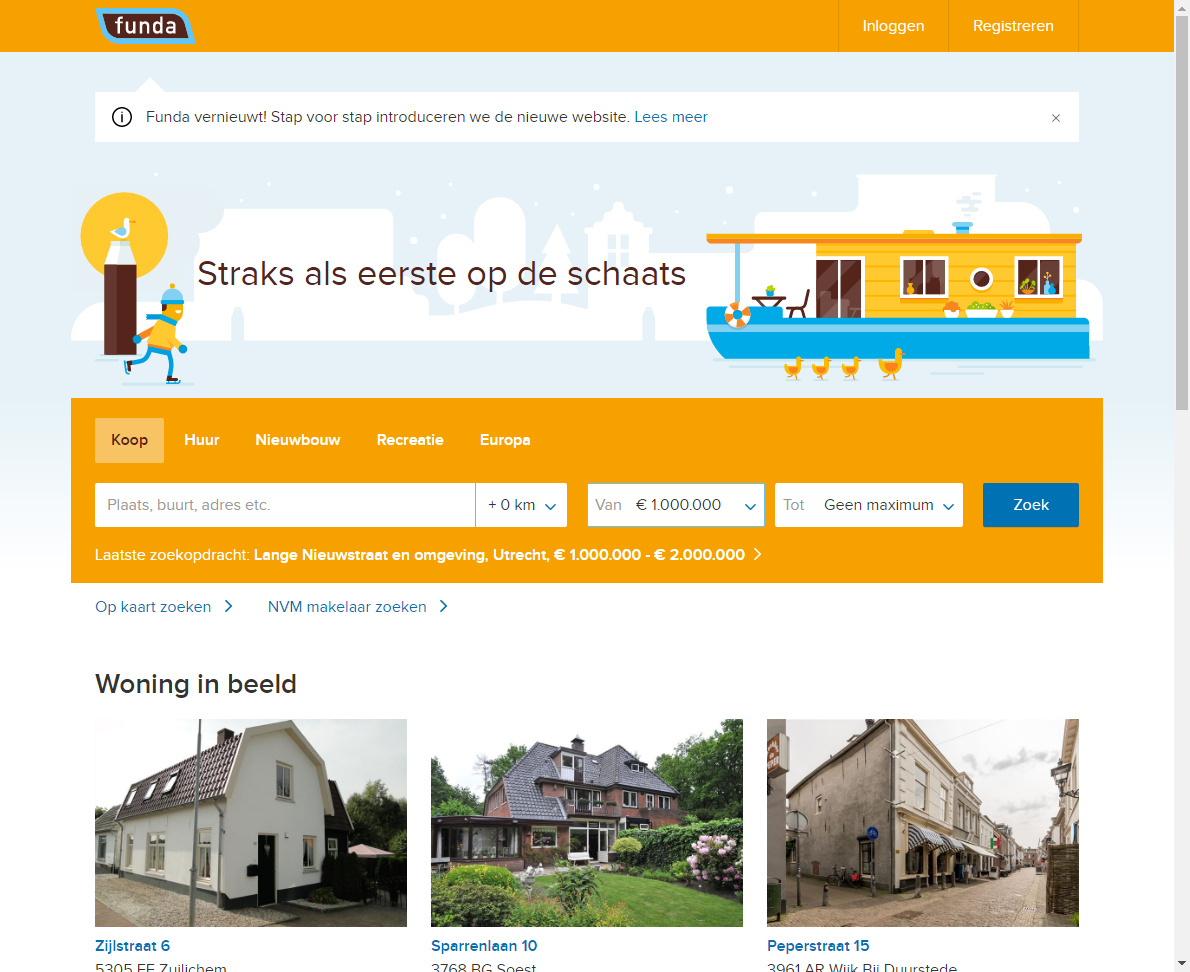 funda
Inloggen
Registreren
Funda vernieuwt! Stap voor stap introduceren we de nieuwe website. Lees meer
Straks als eerste op de schaats
Koop Huur Nieuwbouw Recreatie Europa
Plaats, buurt, adres etc. + 0 km Van € 1.000.000 Tot Geen maximum Zoek
Laatste zoekopdracht: Lange Nieuwstraat en omgeving, Utrecht, € 1.000.000 - € 2.000.000
Op kaart zoeken NVM makelaar zoeken
Woning in beeld
Zijlstraat 6 Sparrenlaan 10 Peperstraat 15
5305 EE Zuilichem 3768 BG Soest 3961 AR Wijk Bij Duurstede